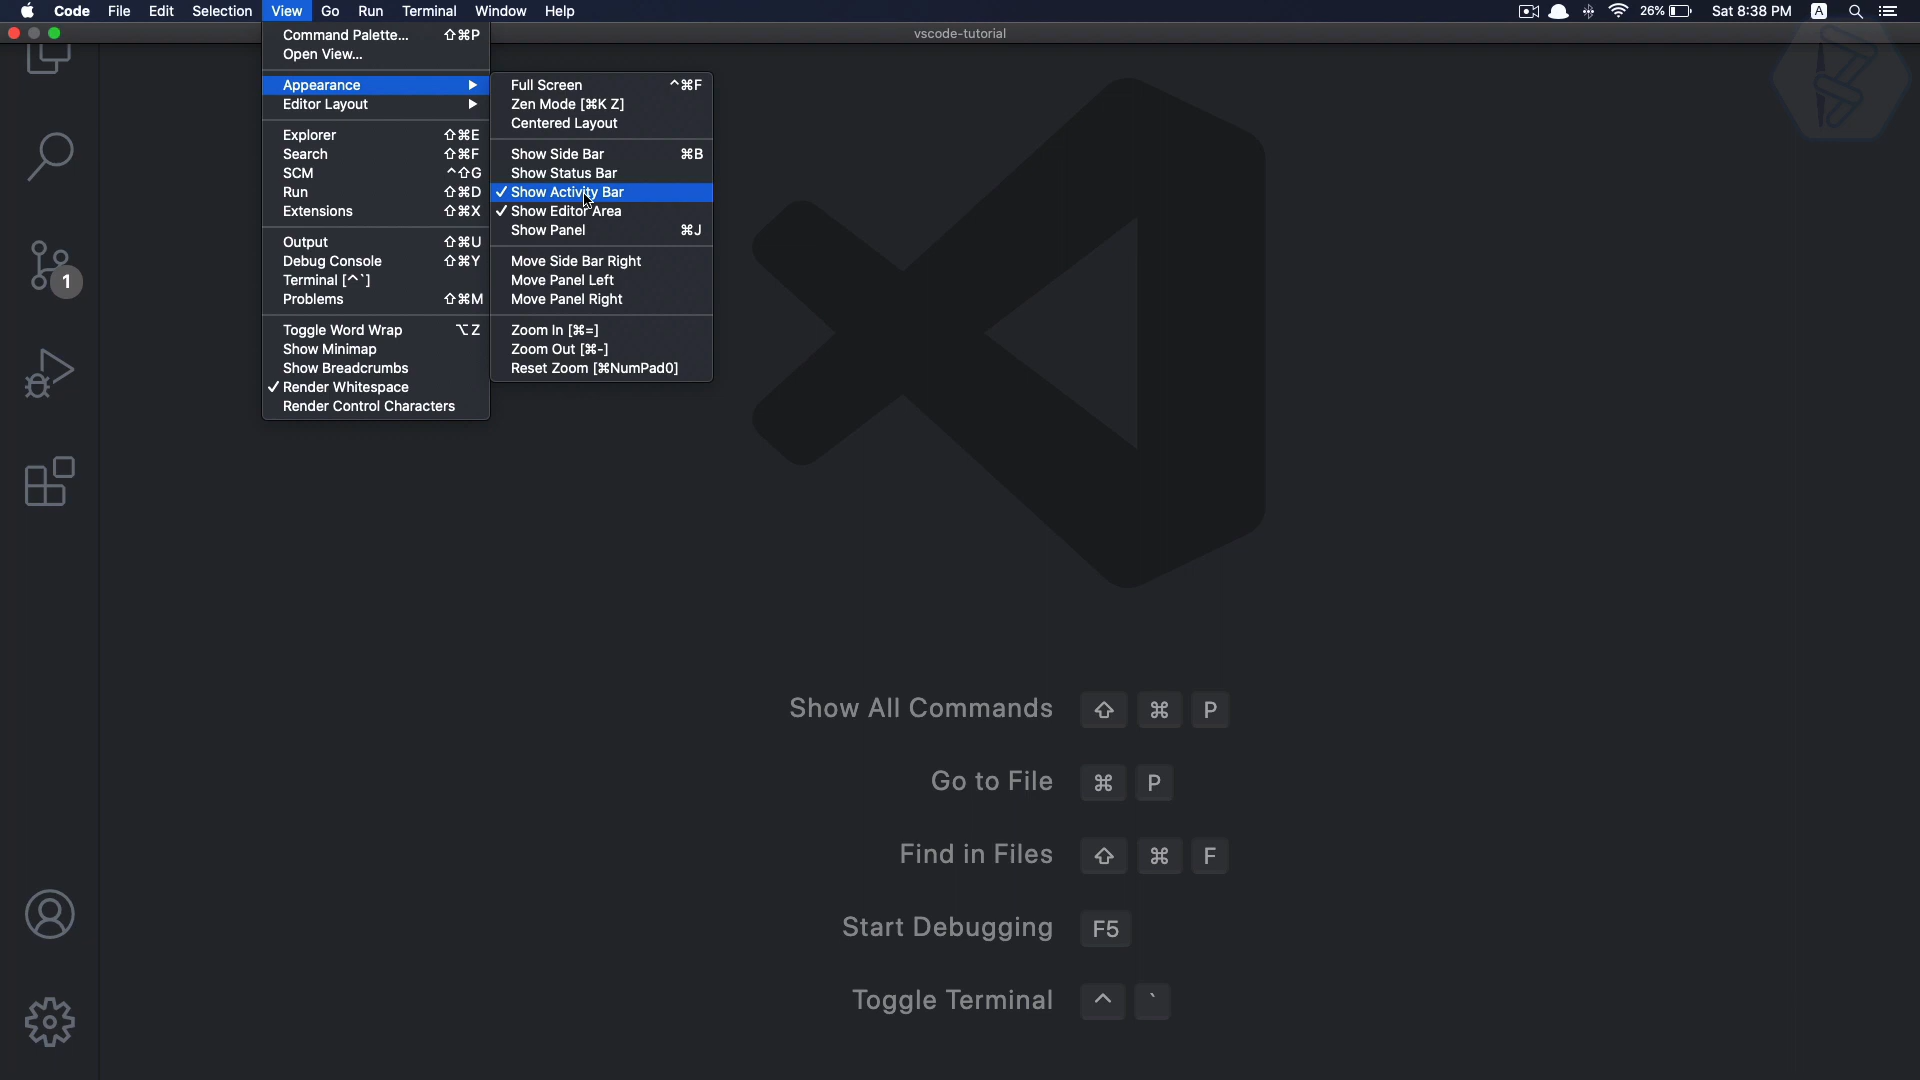 Code File Edit Selection View Go Run Terminal Window Help 26% Sat 8:38 PM A
vscode-tutorial
Command Palette... ⇧⌘P
Open View...
Appearance ▶
Editor Layout ▶
Explorer ⇧⌘E
Search ⇧⌘F
SCM ^⇧G
Run ⇧⌘D
Extensions ⇧⌘X
Output ⇧⌘U
Debug Console ⇧⌘Y
Terminal [^`]
Problems ⇧⌘M
Toggle Word Wrap ⌥Z
Show Minimap
Show Breadcrumbs
✓ Render Whitespace
Render Control Characters
Full Screen ^⌘F
Zen Mode [⌘K Z]
Centered Layout
Show Side Bar ⌘B
Show Status Bar
✓ Show Activity Bar
✓ Show Editor Area
Show Panel ⌘J
Move Side Bar Right
Move Panel Left
Move Panel Right
Zoom In [⌘=]
Zoom Out [⌘-]
Reset Zoom [⌘NumPad0]
1
Show All Commands ⇧ ⌘ P
Go to File ⌘ P
Find in Files ⇧ ⌘ F
Start Debugging F5
Toggle Terminal ^ `